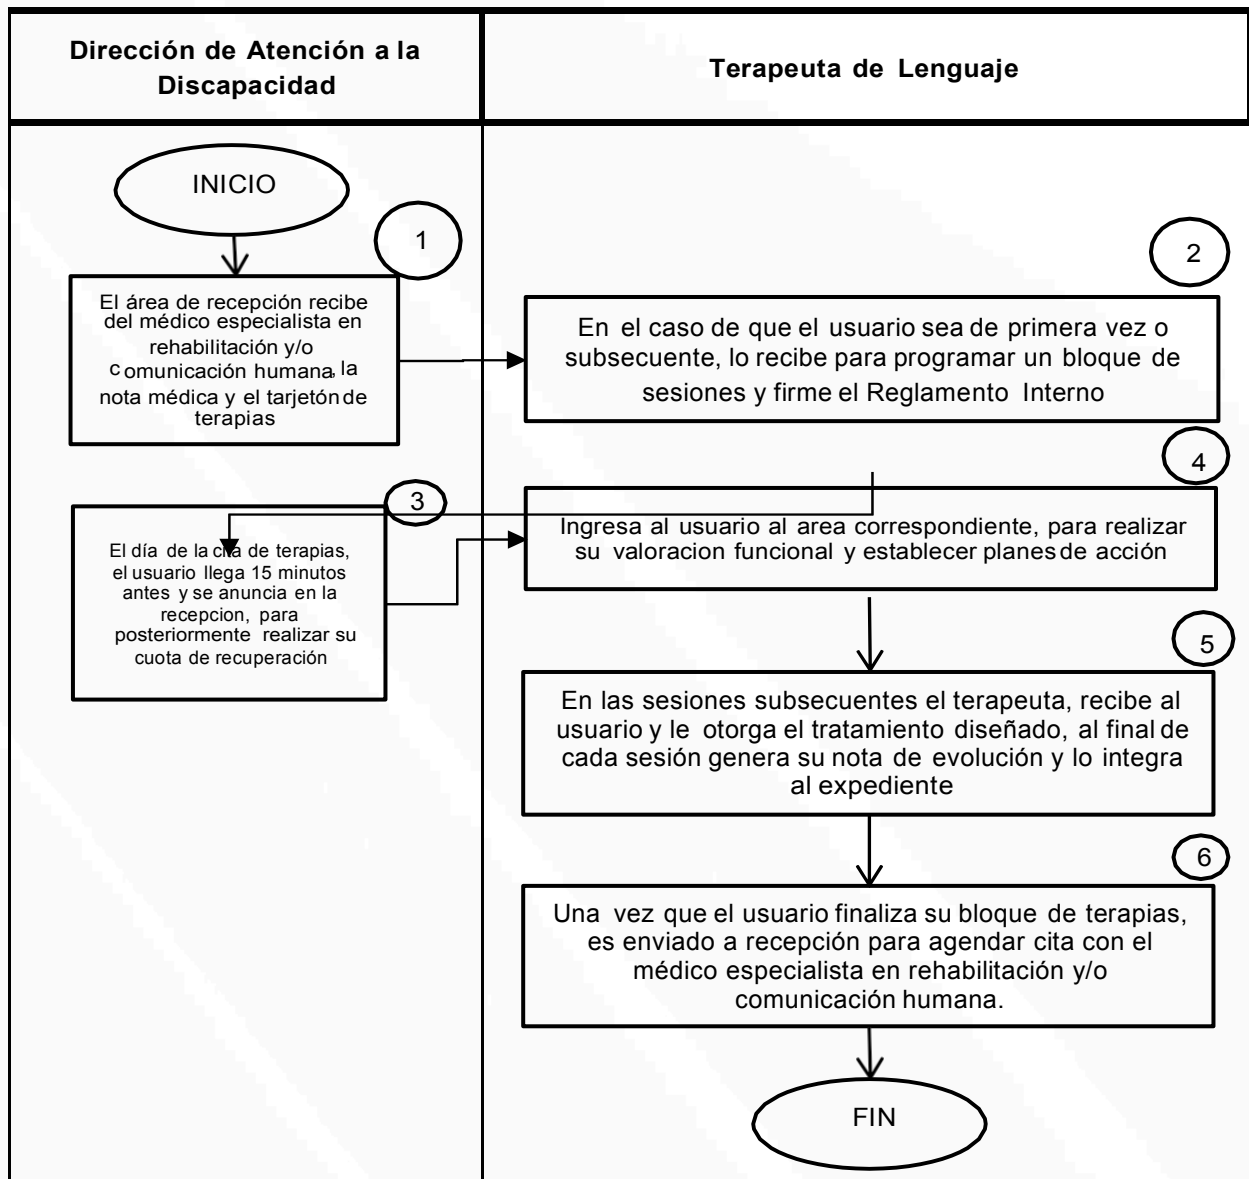 Dirección de Atención a la
Discapacidad
Terapeuta de Lenguaje
INICIO
1
El área de recepción recibe
del médico especialista en
rehabilitación y/o
comunicación humana, la
nota médica y el tarjetón de
terapias
2
En el caso de que el usuario sea de primera vez o
subsecuente, lo recibe para programar un bloque de
sesiones y firme el Reglamento Interno
3
El día de la cita de terapias,
el usuario llega 15 minutos
antes y se anuncia en la
recepcion, para
posteriormente realizar su
cuota de recuperación
4
Ingresa al usuario al area correspondiente, para realizar
su valoracion funcional y establecer planes de acción
5
En las sesiones subsecuentes el terapeuta, recibe al
usuario y le otorga el tratamiento diseñado, al final de
cada sesión genera su nota de evolución y lo integra
al expediente
6
Una vez que el usuario finaliza su bloque de terapias,
es enviado a recepción para agendar cita con el
médico especialista en rehabilitación y/o
comunicación humana.
FIN